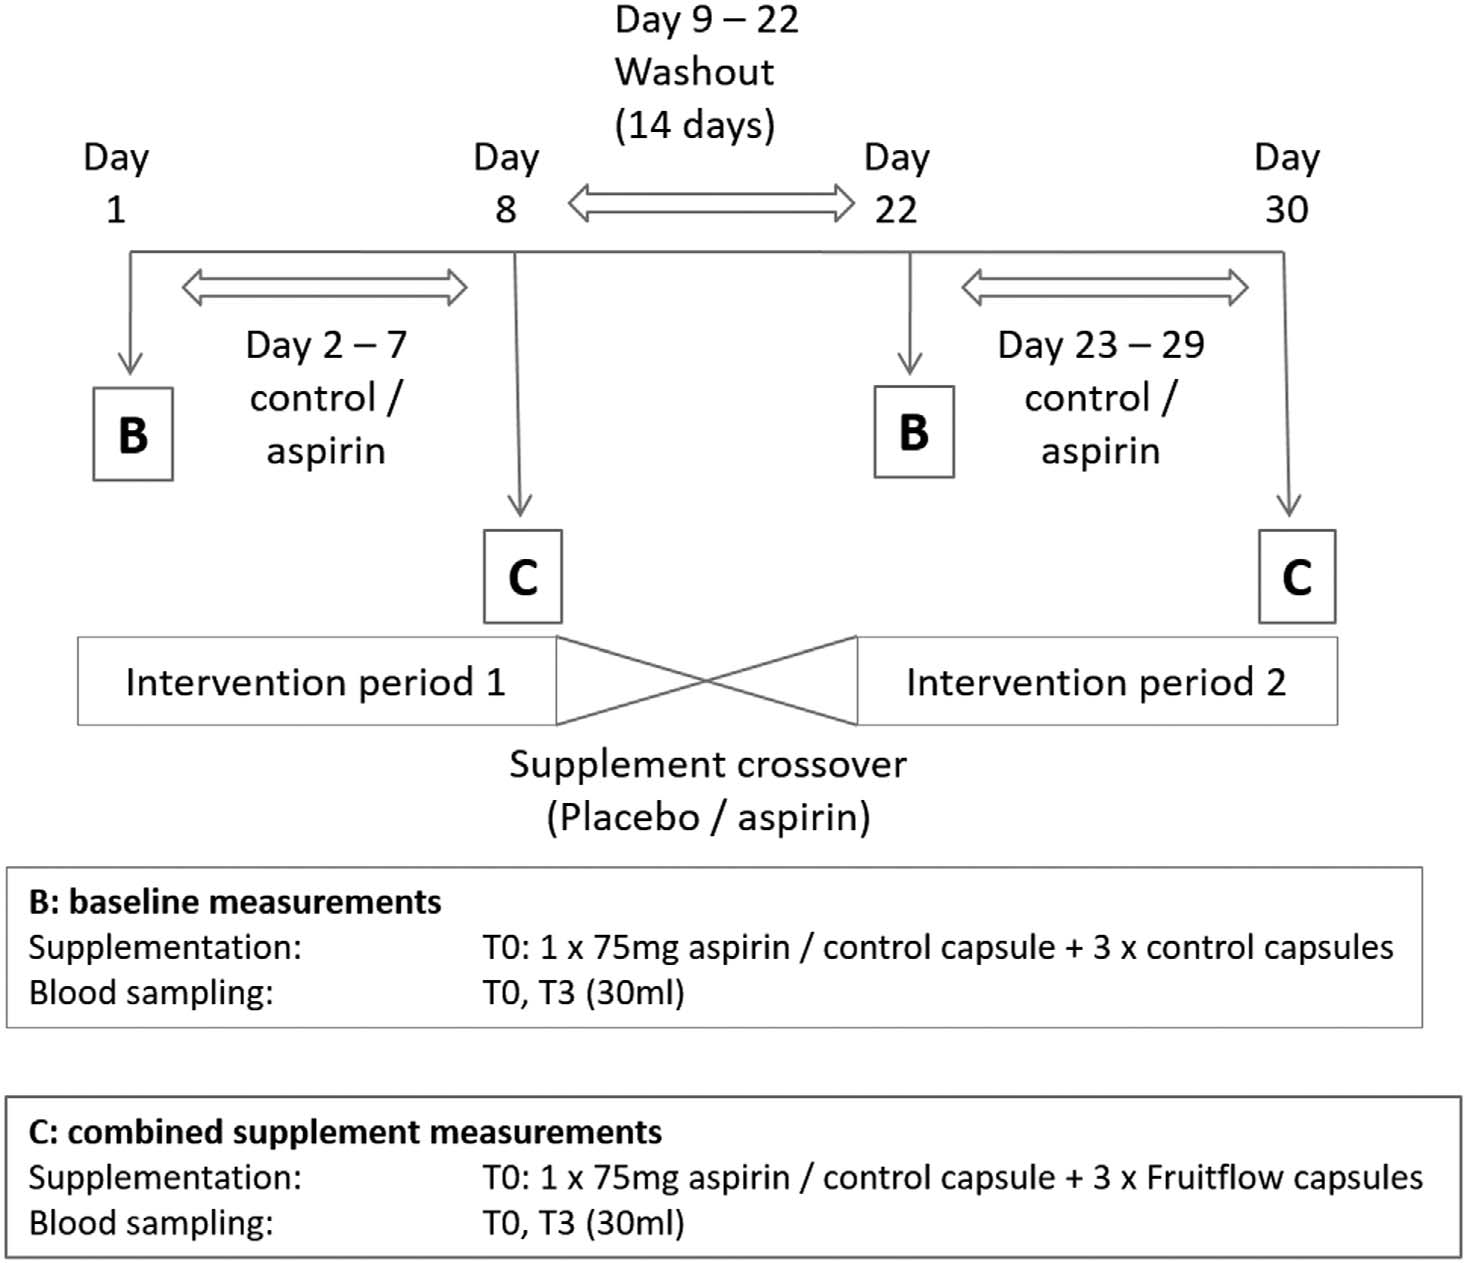 Day 9 – 22
Washout
(14 days)
Day
1
Day
8
Day
22
Day
30
Day 2 – 7
control /
aspirin
Day 23 – 29
control /
aspirin
B
B
C
C
Intervention period 1
Intervention period 2
Supplement crossover
(Placebo / aspirin)
B: baseline measurements
Supplementation: T0: 1 x 75mg aspirin / control capsule + 3 x control capsules
Blood sampling: T0, T3 (30ml)
C: combined supplement measurements
Supplementation: T0: 1 x 75mg aspirin / control capsule + 3 x Fruitflow capsules
Blood sampling: T0, T3 (30ml)